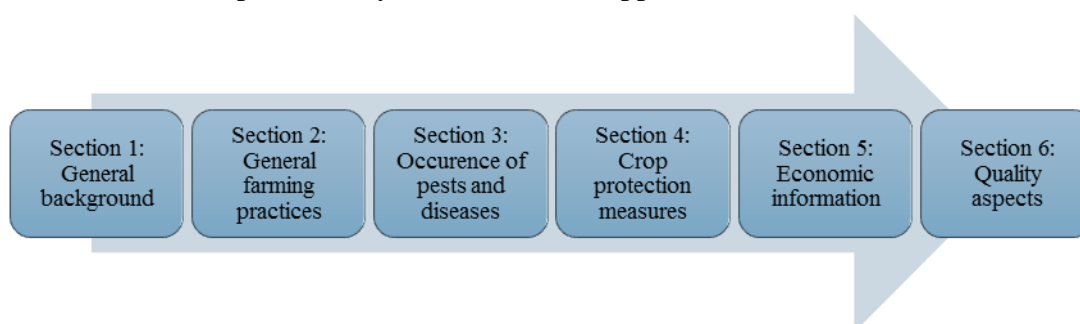 Section 1:
General
background
Section 2:
General
farming
practices
Section 3:
Occurence of
pests and
diseases
Section 4:
Crop
protection
measures
Section 5:
Economic
information
Section 6:
Quality
aspects